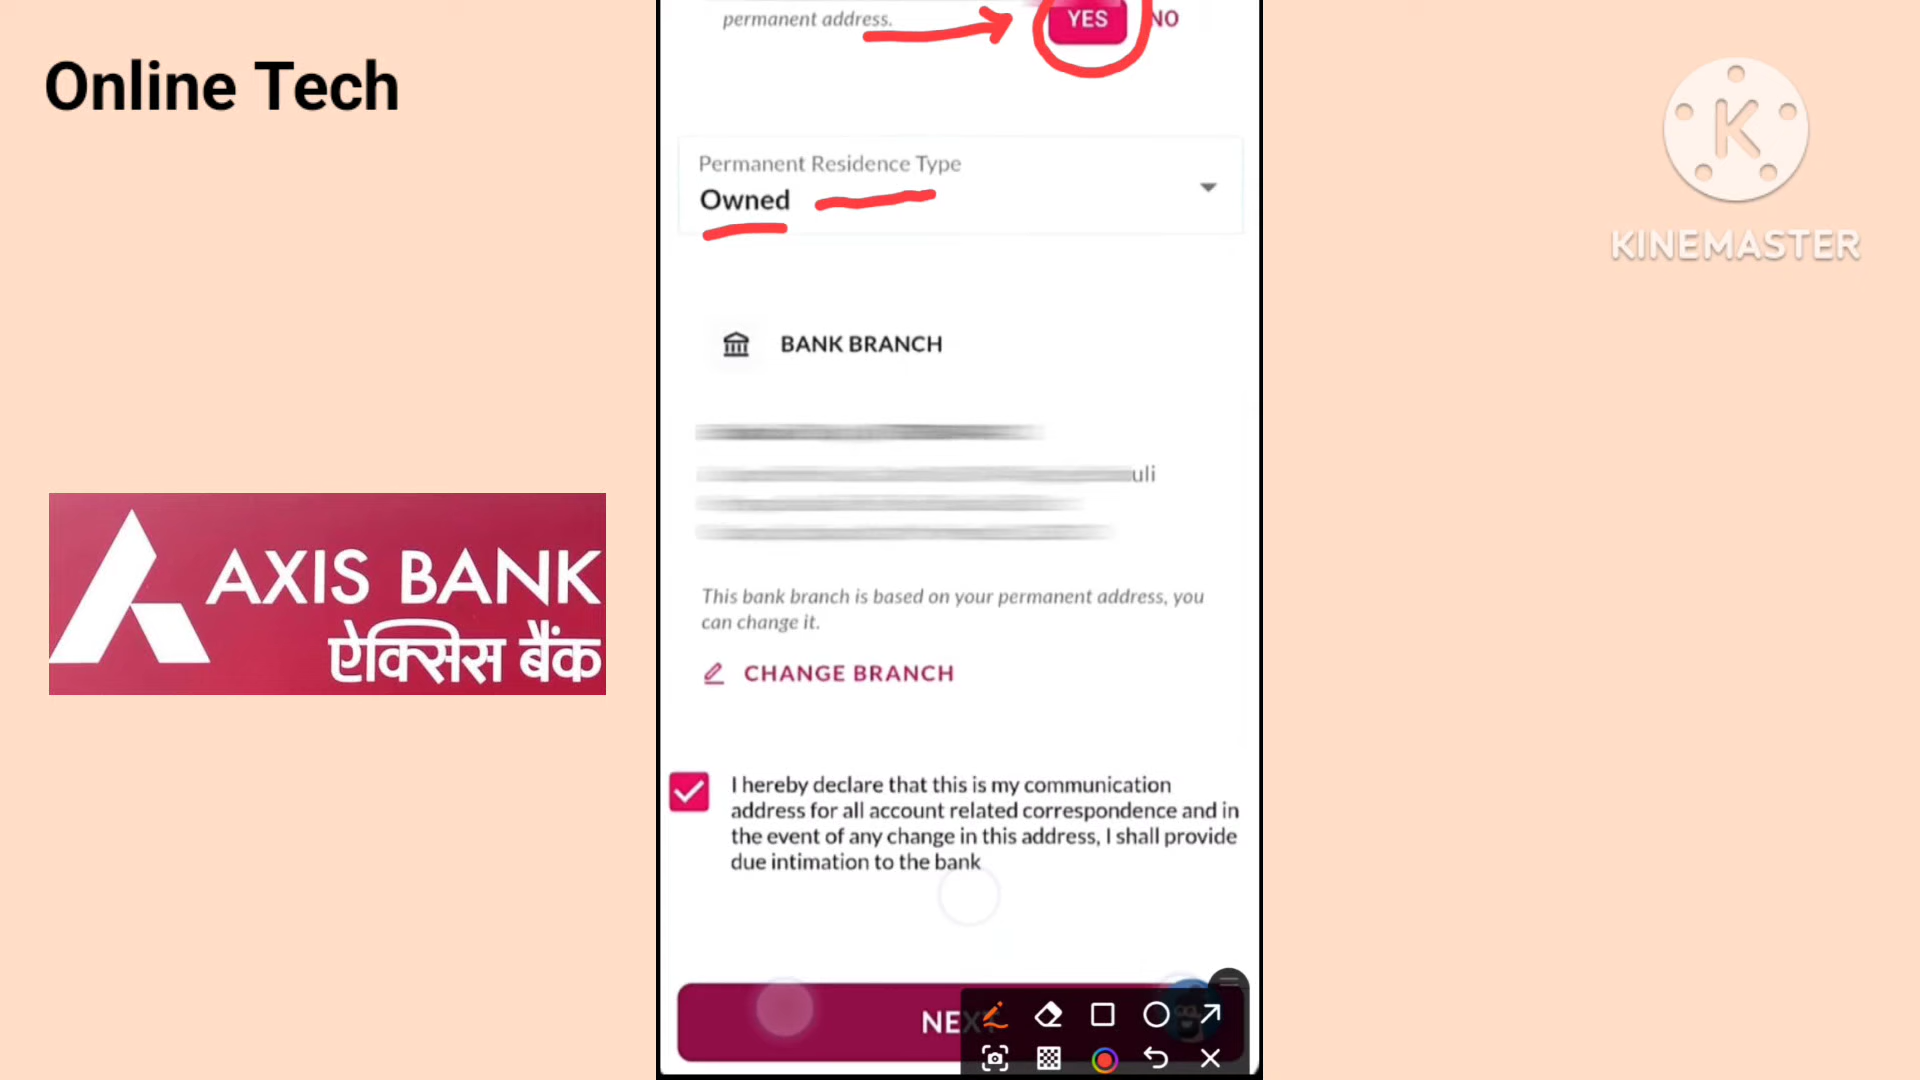 permanent address.
YES
NO
Online Tech
KINEMASTER
Permanent Residence Type
Owned
BANK BRANCH
uli
This bank branch is based on your permanent address, you
can change it.
CHANGE BRANCH
AXIS BANK
ऐक्सिस बैंक
I hereby declare that this is my communication
address for all account related correspondence and in
the event of any change in this address, I shall provide
due intimation to the bank
NEXT